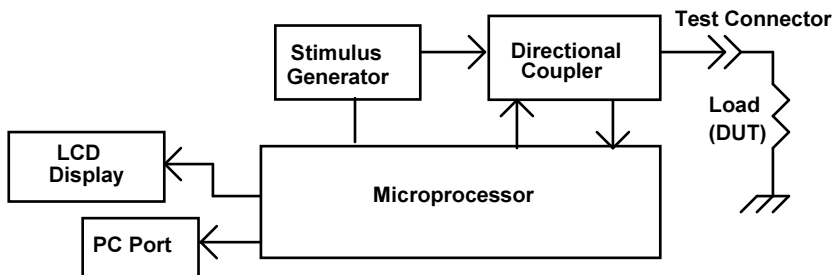 Test Connector
Stimulus
Generator
Directional
Coupler
Load
(DUT)
LCD
Display
Microprocessor
PC Port